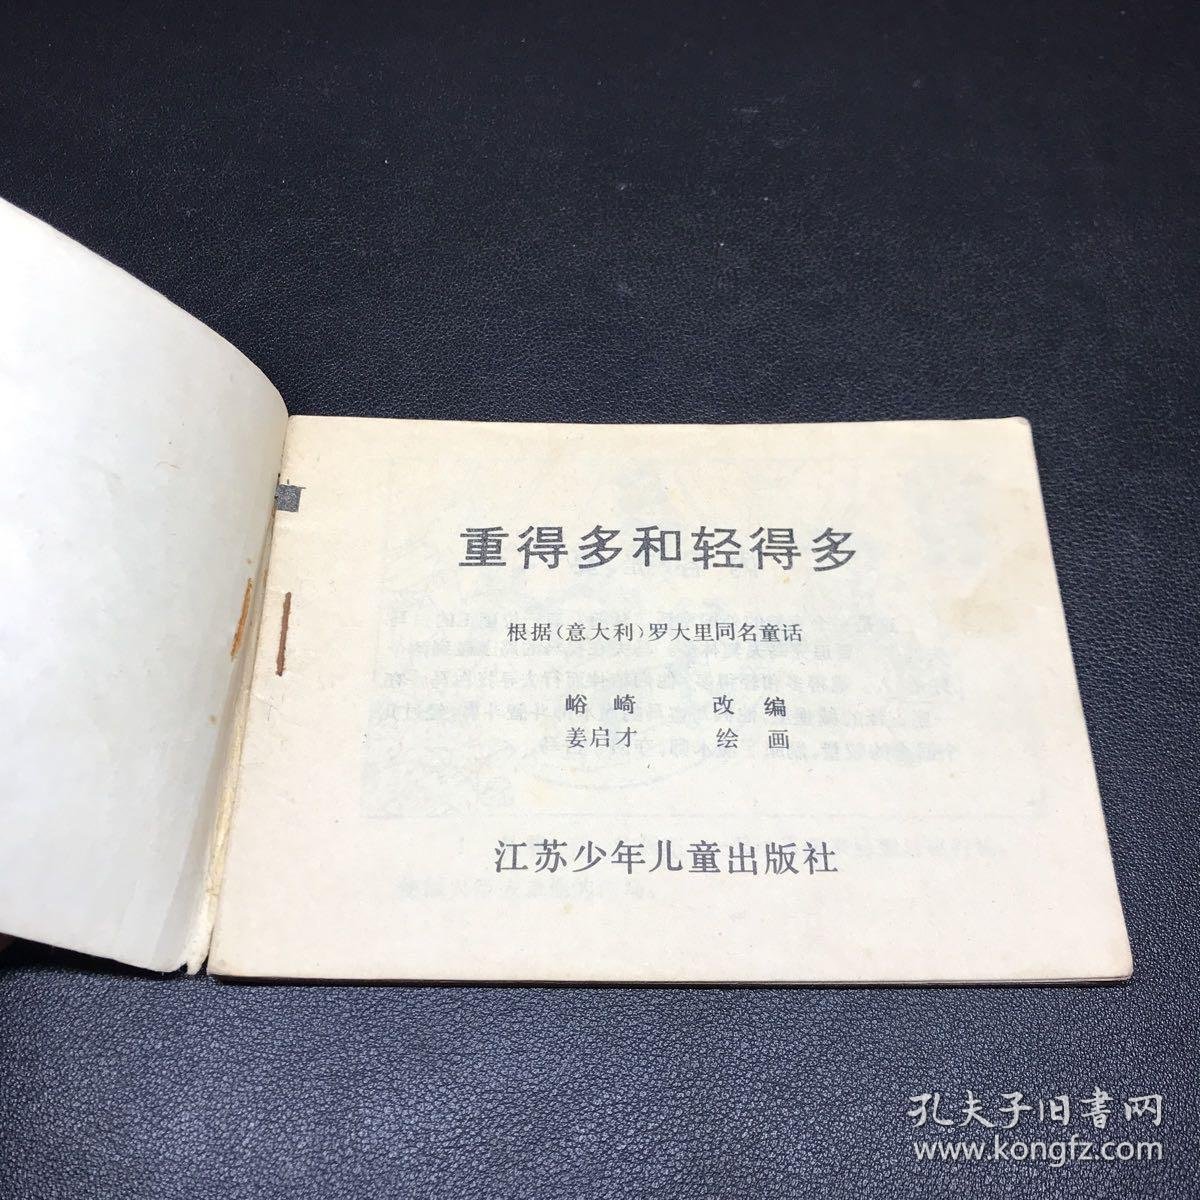 重得多和轻得多
根据(意大利)罗大里同名童话
峪崎 改编
姜启才 绘画
江苏少年儿童出版社
孔夫子旧書网
www.kongfz.com